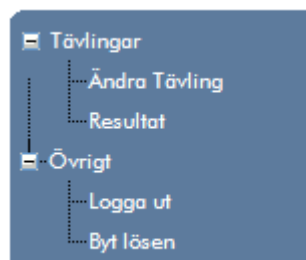 Tävlingar
Ändra Tävling
Resultat
Övrigt
Logga ut
Byt lösen